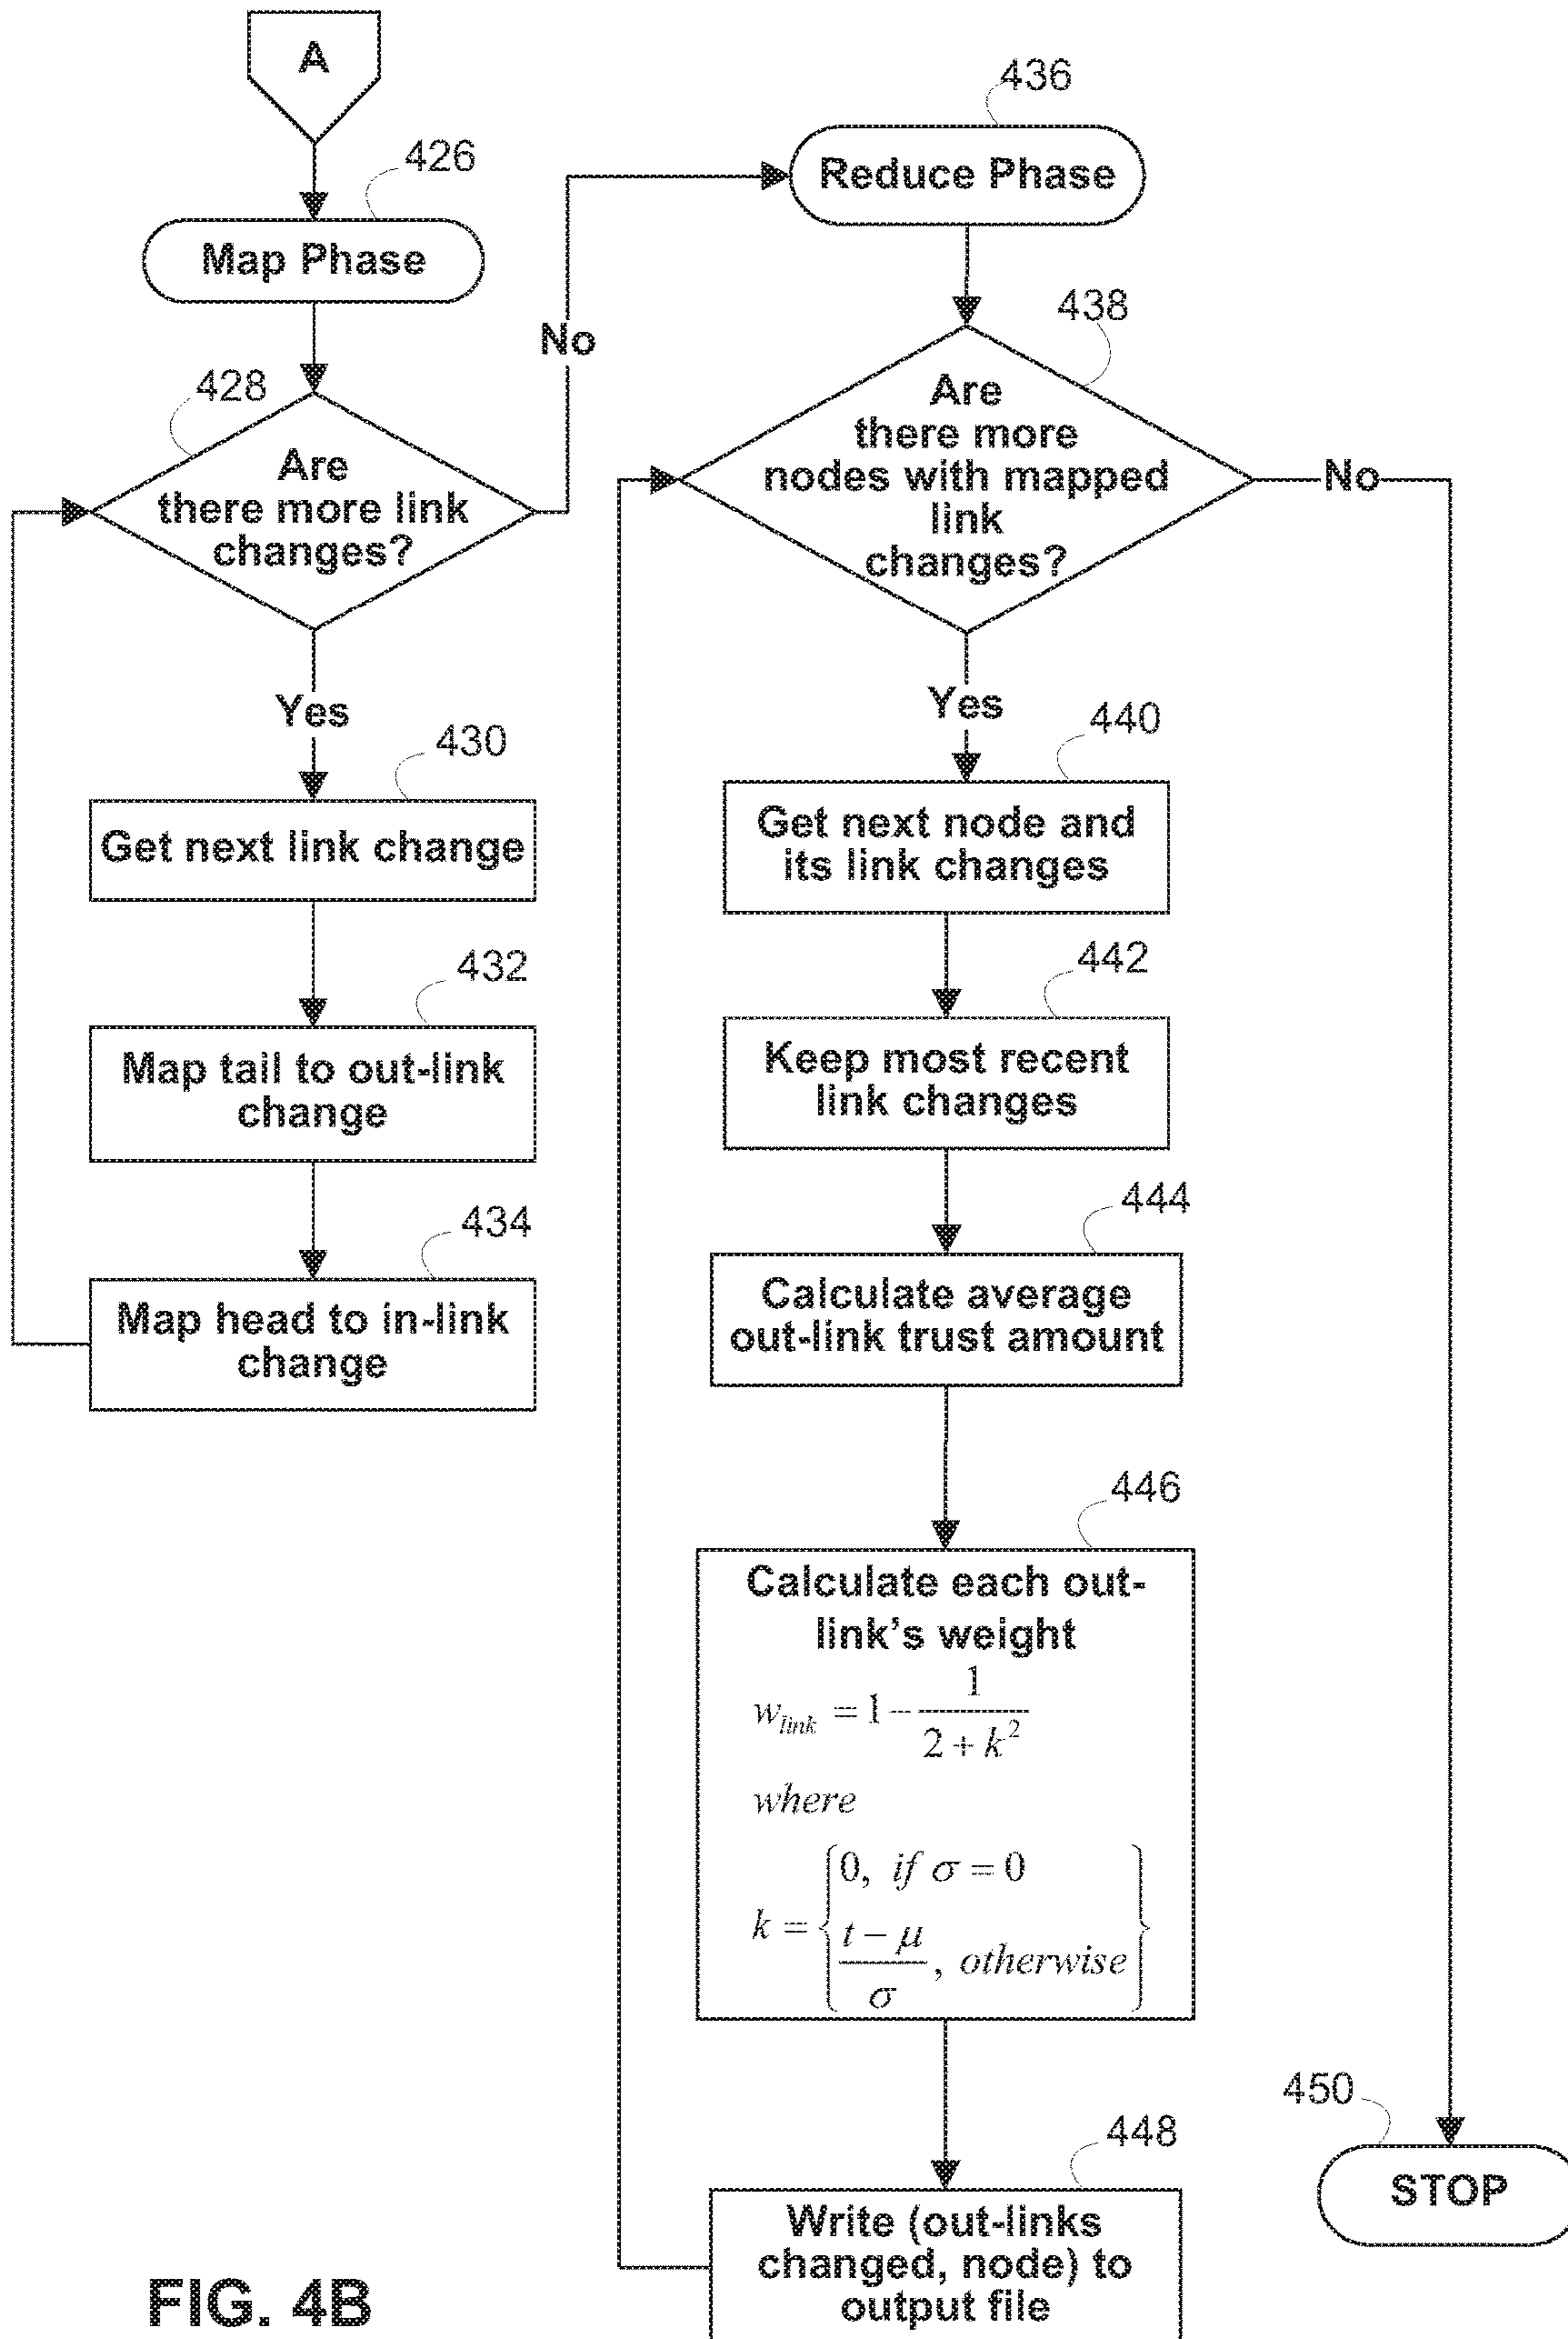 A
426
Map Phase
428
Are
there more link
changes?
No
Yes
430
Get next link change
432
Map tail to out-link
change
434
Map head to in-link
change
436
Reduce Phase
438
Are
there more
nodes with mapped
link
changes?
No
Yes
440
Get next node and
its link changes
442
Keep most recent
link changes
444
Calculate average
out-link trust amount
446
Calculate each out-
link's weight
w_link = 1 - 1 / (2 + k²)
where
k = { 0, if σ = 0
(t - μ) / σ, otherwise }
448
Write (out-links
changed, node) to
output file
450
STOP
FIG. 4B